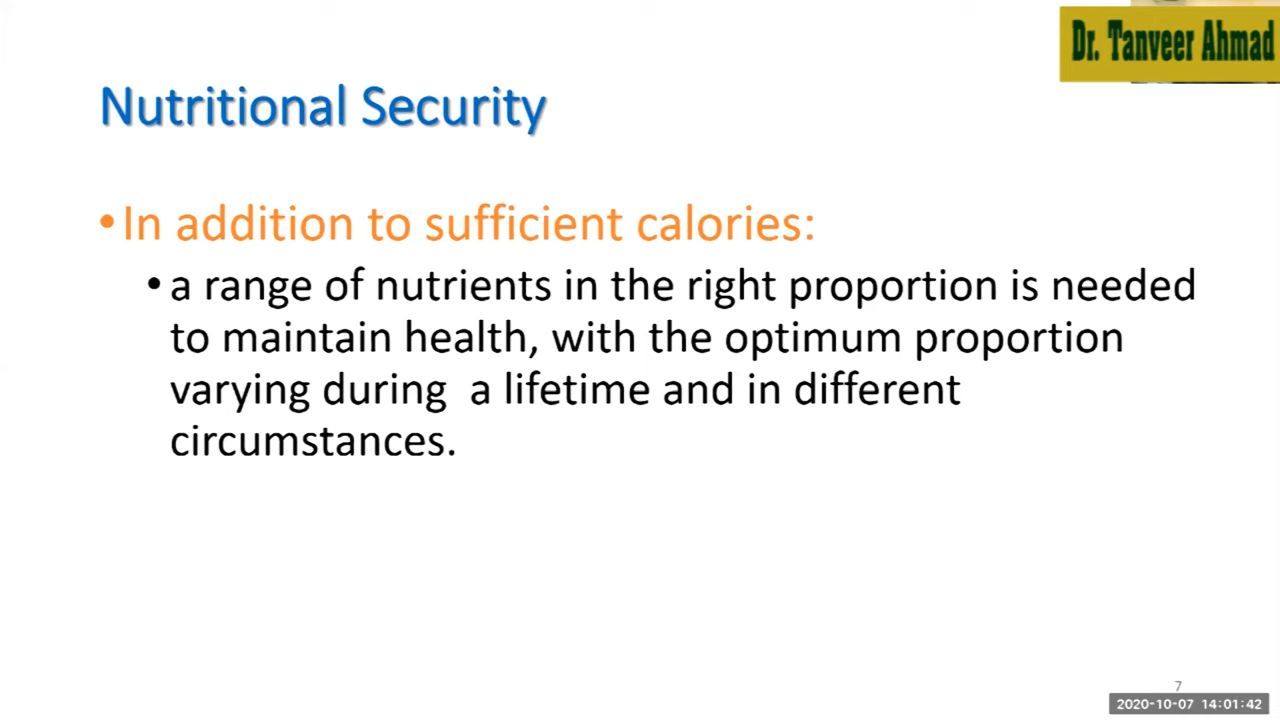 Dr. Tanveer Ahmad
Nutritional Security
•In addition to sufficient calories:
•a range of nutrients in the right proportion is needed
to maintain health, with the optimum proportion
varying during  a lifetime and in different
circumstances.
7
2020-10-07 14:01:42